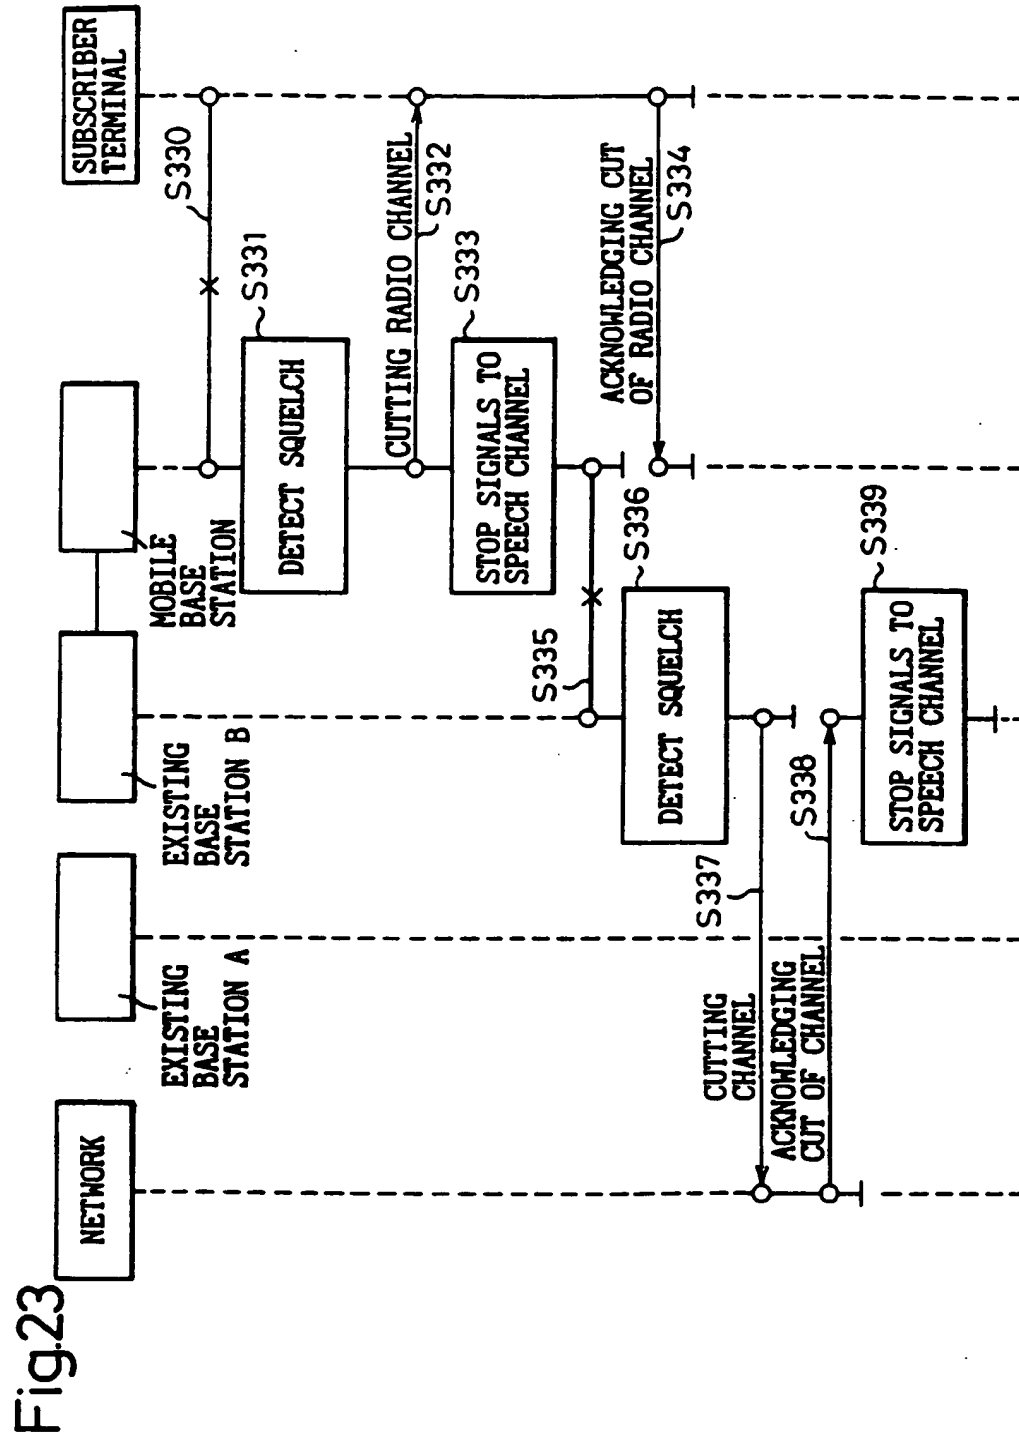 Fig.23
NETWORK
EXISTING
BASE
STATION A
EXISTING
BASE
STATION B
MOBILE
BASE
STATION
SUBSCRIBER
TERMINAL
S330
S331
DETECT SQUELCH
CUTTING RADIO CHANNEL
S332
S333
STOP SIGNALS TO
SPEECH CHANNEL
ACKNOWLEDGING CUT
OF RADIO CHANNEL
S334
S335
S336
DETECT SQUELCH
S337
CUTTING
CHANNEL
S338
ACKNOWLEDGING
CUT OF CHANNEL
S339
STOP SIGNALS TO
SPEECH CHANNEL